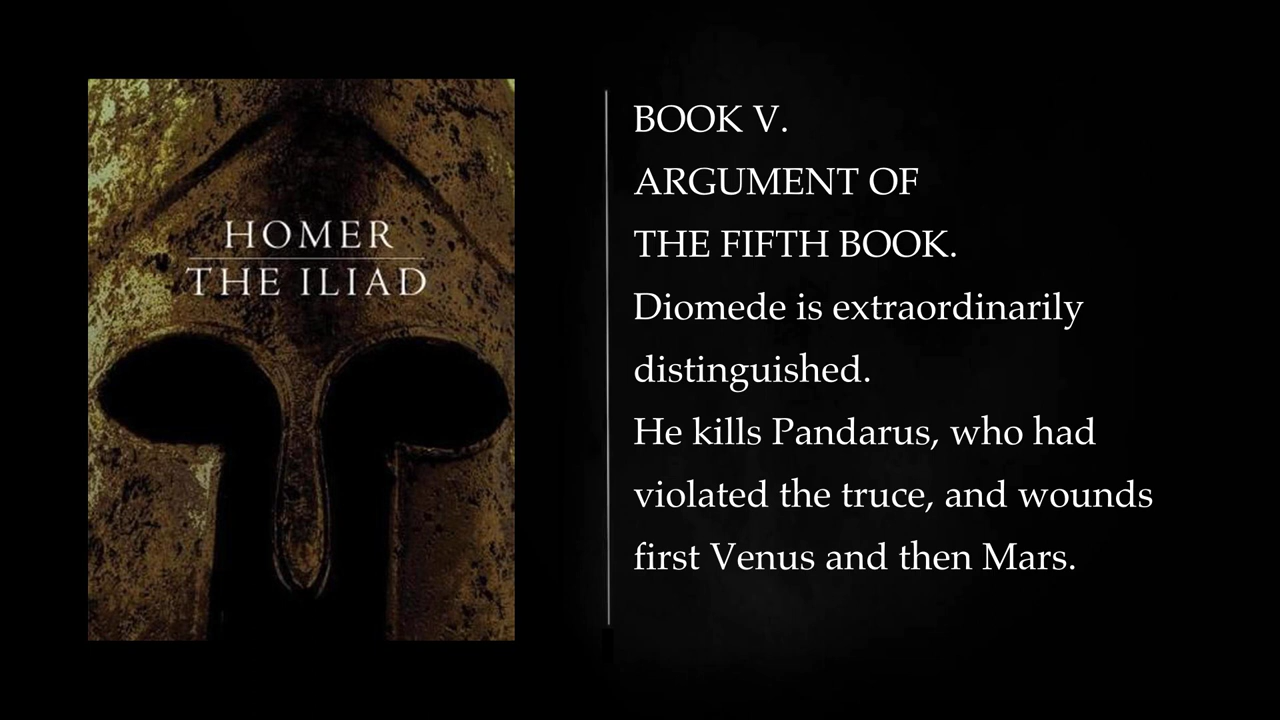 HOMER
THE ILIAD
BOOK V.
ARGUMENT OF
THE FIFTH BOOK.
Diomede is extraordinarily
distinguished.
He kills Pandarus, who had
violated the truce, and wounds
first Venus and then Mars.